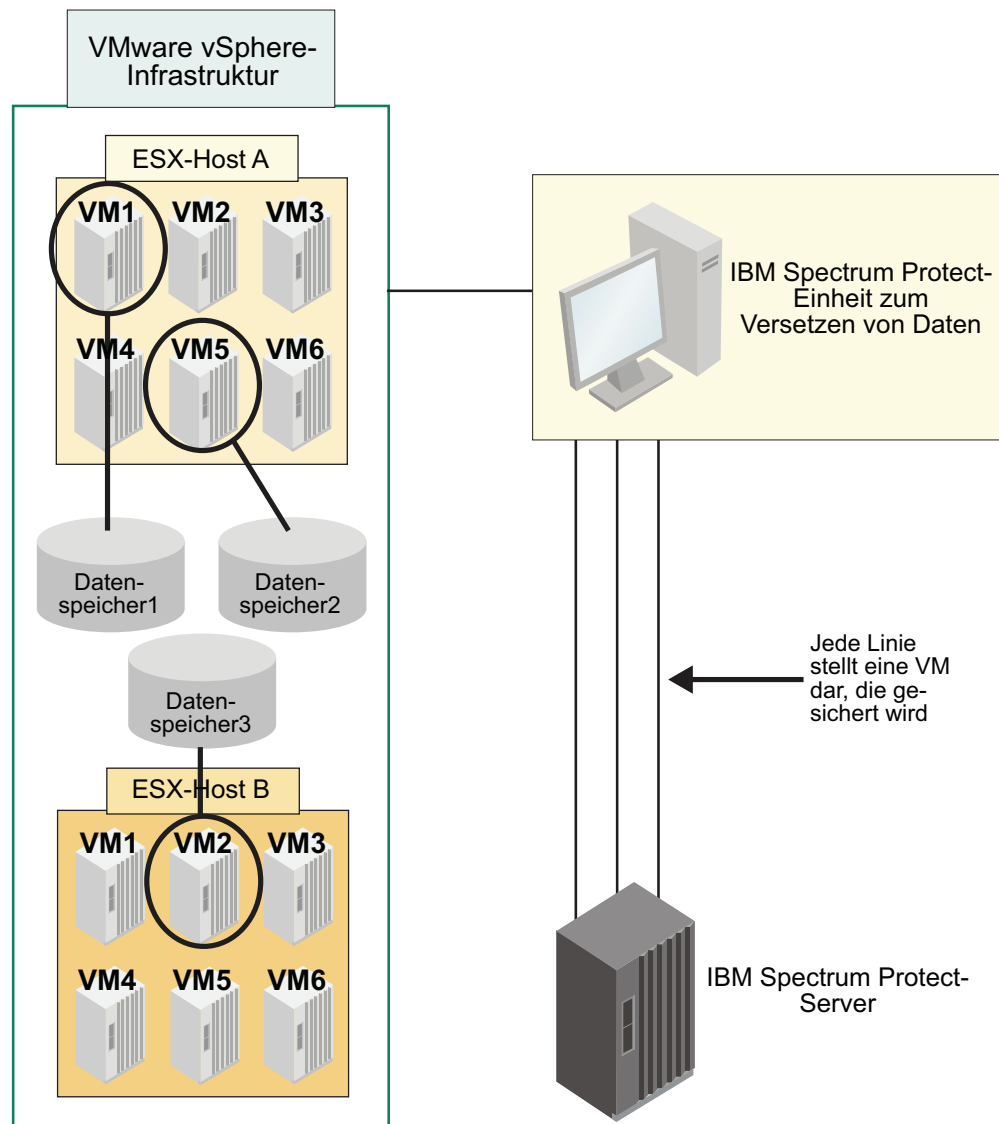 VMware vSphere-
Infrastruktur
ESX-Host A
VM1 VM2 VM3
VM4 VM5 VM6
Daten-
speicher1
Daten-
speicher2
Daten-
speicher3
ESX-Host B
VM1 VM2 VM3
VM4 VM5 VM6
IBM Spectrum Protect-
Einheit zum
Versetzen von Daten
Jede Linie
stellt eine VM
dar, die ge-
sichert wird
IBM Spectrum Protect-
Server